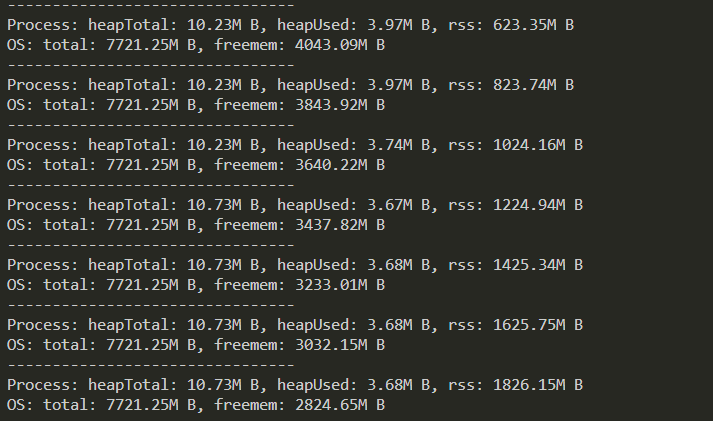 --------------------------------
Process: heapTotal: 10.23M B, heapUsed: 3.97M B, rss: 623.35M B
OS: total: 7721.25M B, freemem: 4043.09M B
--------------------------------
Process: heapTotal: 10.23M B, heapUsed: 3.97M B, rss: 823.74M B
OS: total: 7721.25M B, freemem: 3843.92M B
--------------------------------
Process: heapTotal: 10.23M B, heapUsed: 3.74M B, rss: 1024.16M B
OS: total: 7721.25M B, freemem: 3640.22M B
--------------------------------
Process: heapTotal: 10.73M B, heapUsed: 3.67M B, rss: 1224.94M B
OS: total: 7721.25M B, freemem: 3437.82M B
--------------------------------
Process: heapTotal: 10.73M B, heapUsed: 3.68M B, rss: 1425.34M B
OS: total: 7721.25M B, freemem: 3233.01M B
--------------------------------
Process: heapTotal: 10.73M B, heapUsed: 3.68M B, rss: 1625.75M B
OS: total: 7721.25M B, freemem: 3032.15M B
--------------------------------
Process: heapTotal: 10.73M B, heapUsed: 3.68M B, rss: 1826.15M B
OS: total: 7721.25M B, freemem: 2824.65M B